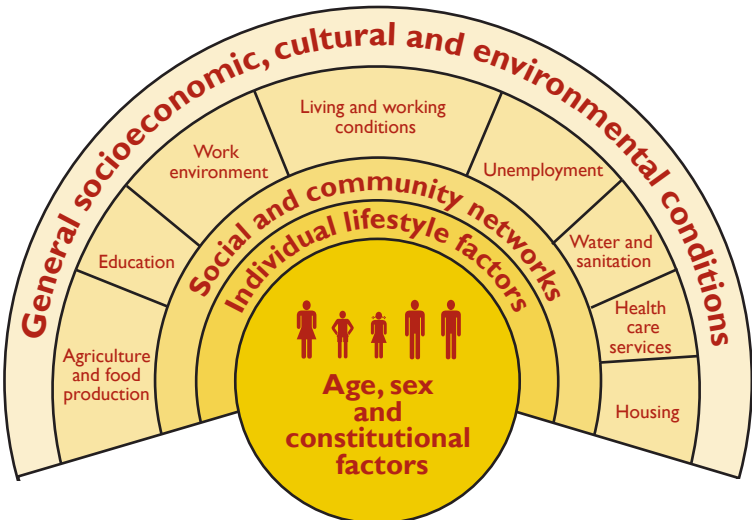 General socioeconomic, cultural and environmental conditions
Living and working
conditions
Work
environment
Unemployment
Education
Water and
sanitation
Agriculture
and food
production
Health
care
services
Housing
Social and community networks
Individual lifestyle factors
Age, sex
and
constitutional
factors